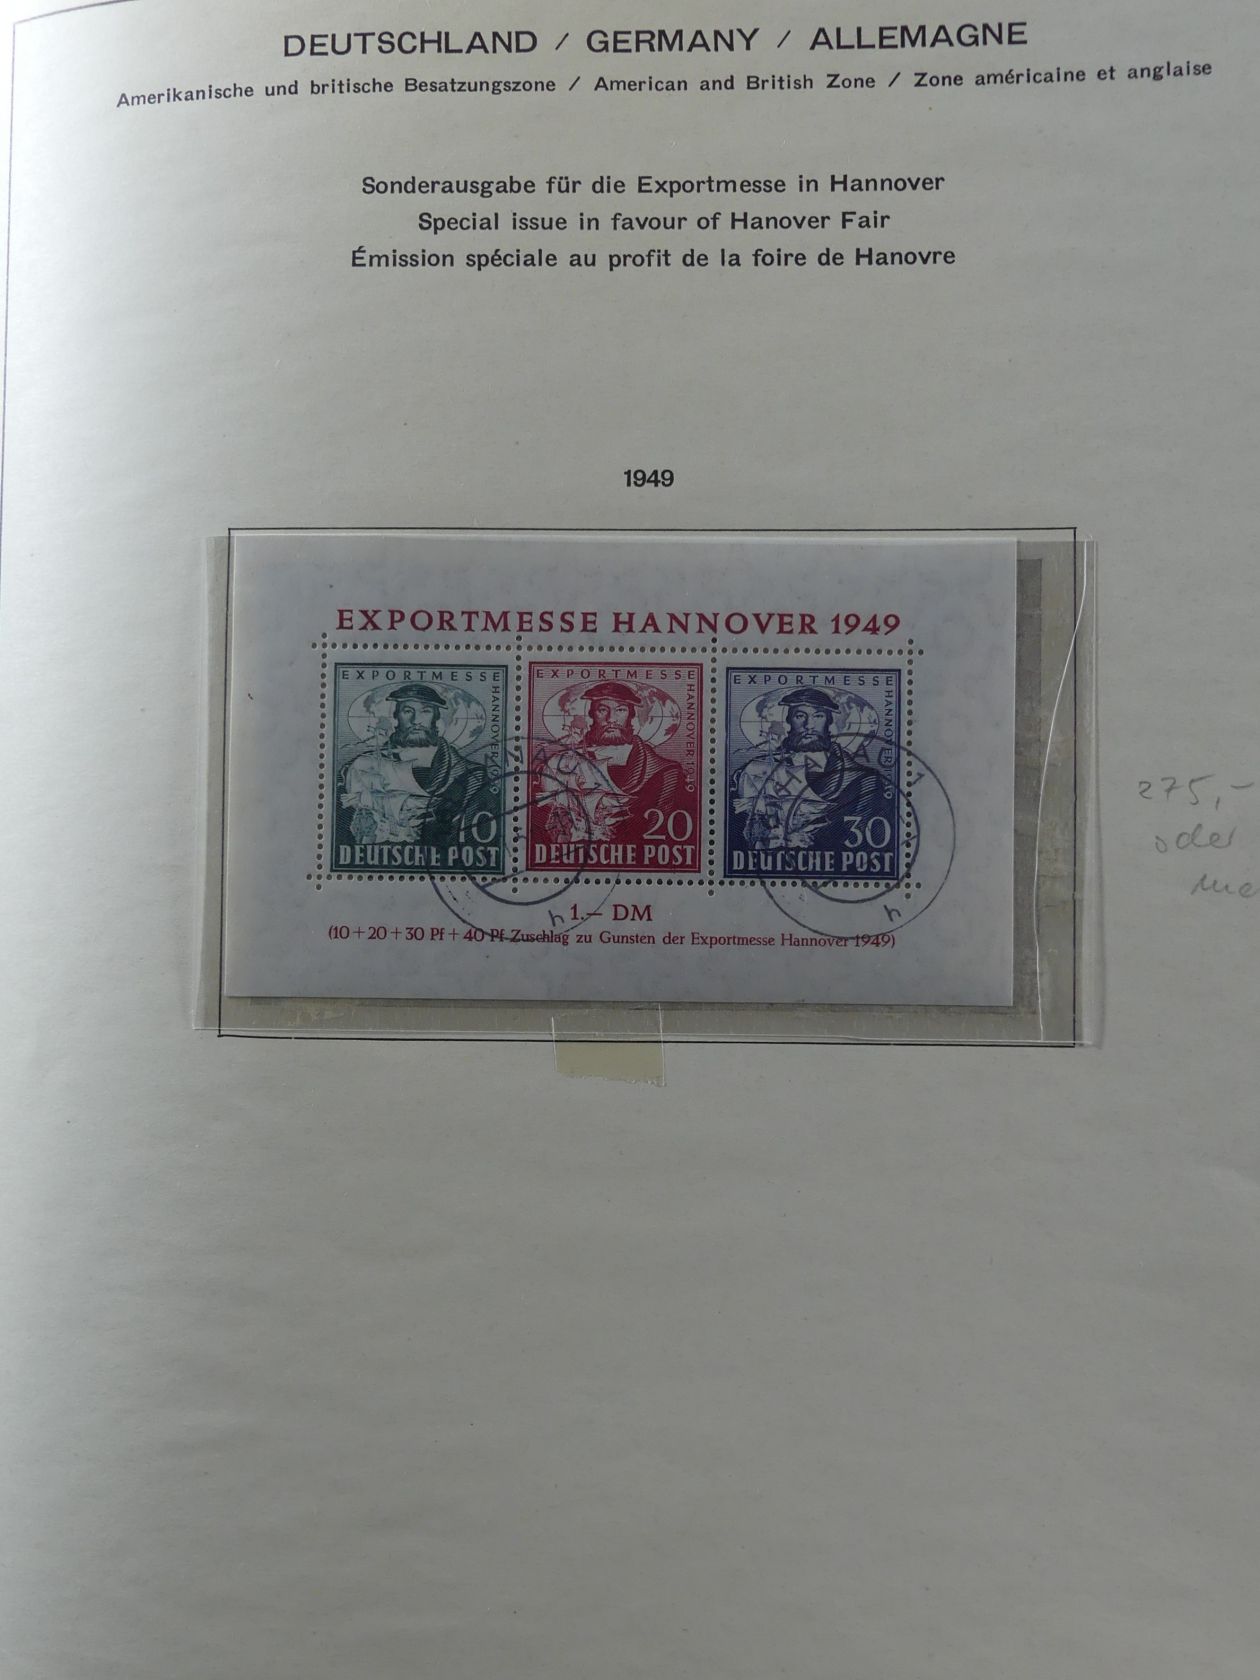 DEUTSCHLAND / GERMANY / ALLEMAGNE
Amerikanische und britische Besatzungszone / American and British Zone / Zone américaine et anglaise
Sonderausgabe für die Exportmesse in Hannover
Special issue in favour of Hanover Fair
Émission spéciale au profit de la foire de Hanovre
1949
EXPORTMESSE HANNOVER 1949
EXPORTMESSE
HANNOVER 1949
10
DEUTSCHE POST
EXPORTMESSE
HANNOVER 1949
20
DEUTSCHE POST
EXPORTMESSE
HANNOVER 1949
30
DEUTSCHE POST
h
h
1.— DM
(10+20+30 Pf+40 Pf Zuschlag zu Gunsten der Exportmesse Hannover 1949)
275,-
oder